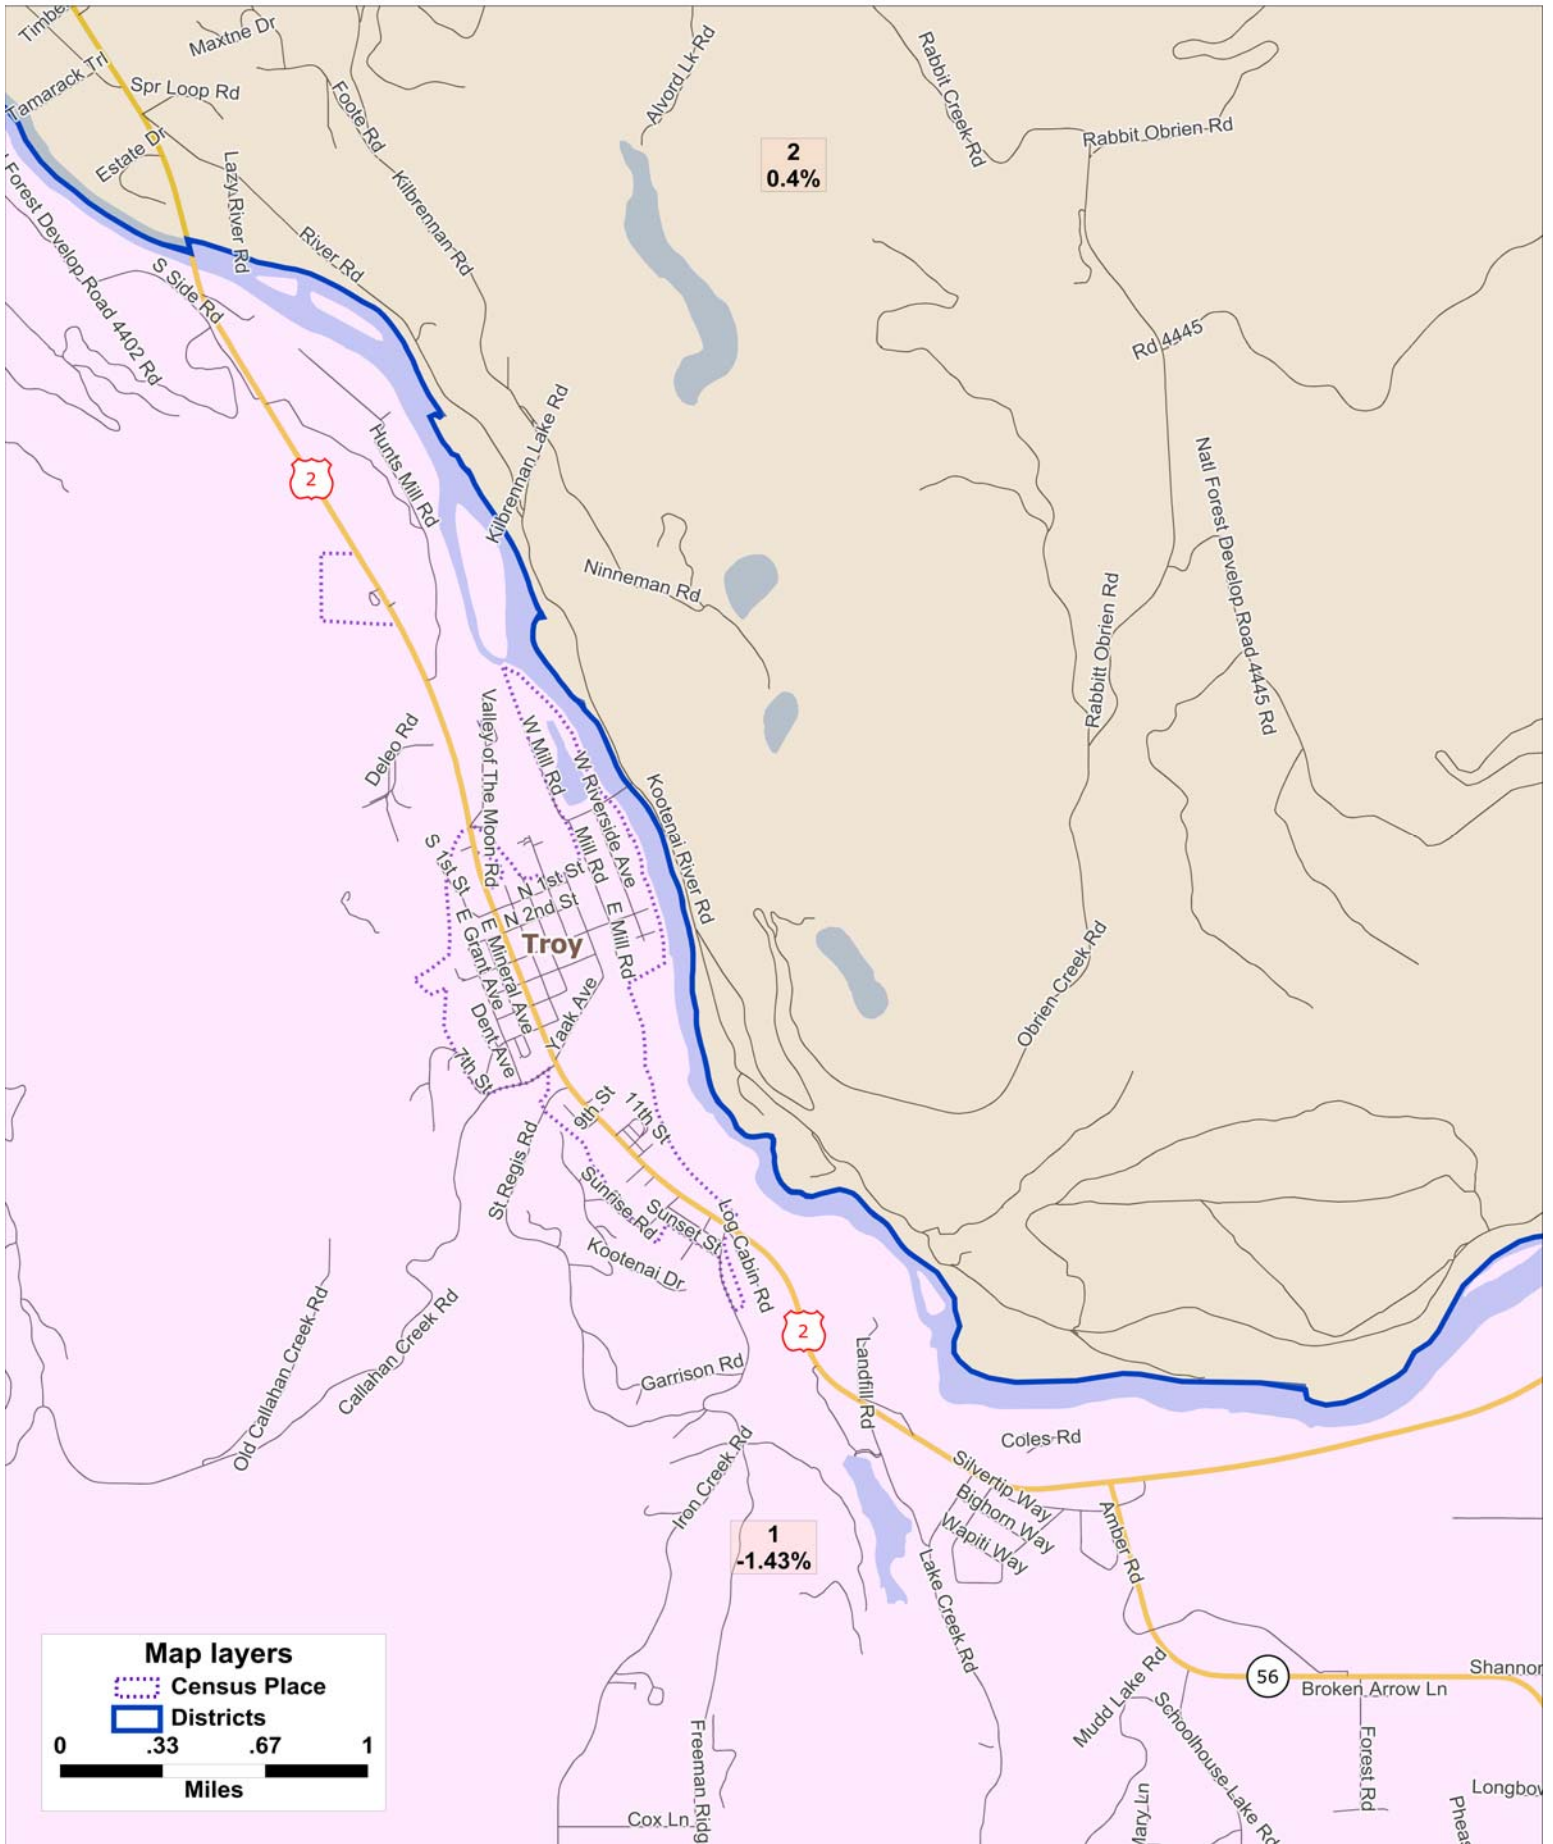 Maxtne Dr
Tamarack Trl
Spr Loop Rd
Estate Dr
Foote Rd
Alvord Lk Rd
Rabbit Creek Rd
Rabbit Obrien Rd
2
0.4%
Forest Develop Road 4402 Rd
Lazy River Rd
River Rd
Kilbrennan Rd
S Side Rd
Rd 4445
Kilbrennan Lake Rd
Hunts Mill Rd
2
Natl Forest Develop Road 4445 Rd
Ninneman Rd
Rabbitt Obrien Rd
Deleo Rd
Valley of The Moon Rd
W Mill Rd
W Riverside Ave
Kootenai River Rd
S 1st St
Mill Rd
N 1st St
N 2nd St
E Grant Ave
E Mineral Ave
Troy
E Mill Rd
Obrien Creek Rd
Dent Ave
Yaak Ave
7th St
9th St
11th St
St Regis Rd
Sunrise Rd
Sunset St
Log Cabin Rd
Kootenai Dr
2
Old Callahan Creek Rd
Callahan Creek Rd
Garrison Rd
Landfill Rd
Coles Rd
Iron Creek Rd
Silvertip Way
Bighorn Way
Wapiti Way
Amber Rd
1
-1.43%
Lake Creek Rd
Mudd Lake Rd
56
Shannon
Broken Arrow Ln
Schoolhouse Lake Rd
Forest Rd
Longbow
Pheas
Mary Ln
Freeman Ridg
Cox Ln
Map layers
Census Place
Districts
0 .33 .67 1
Miles